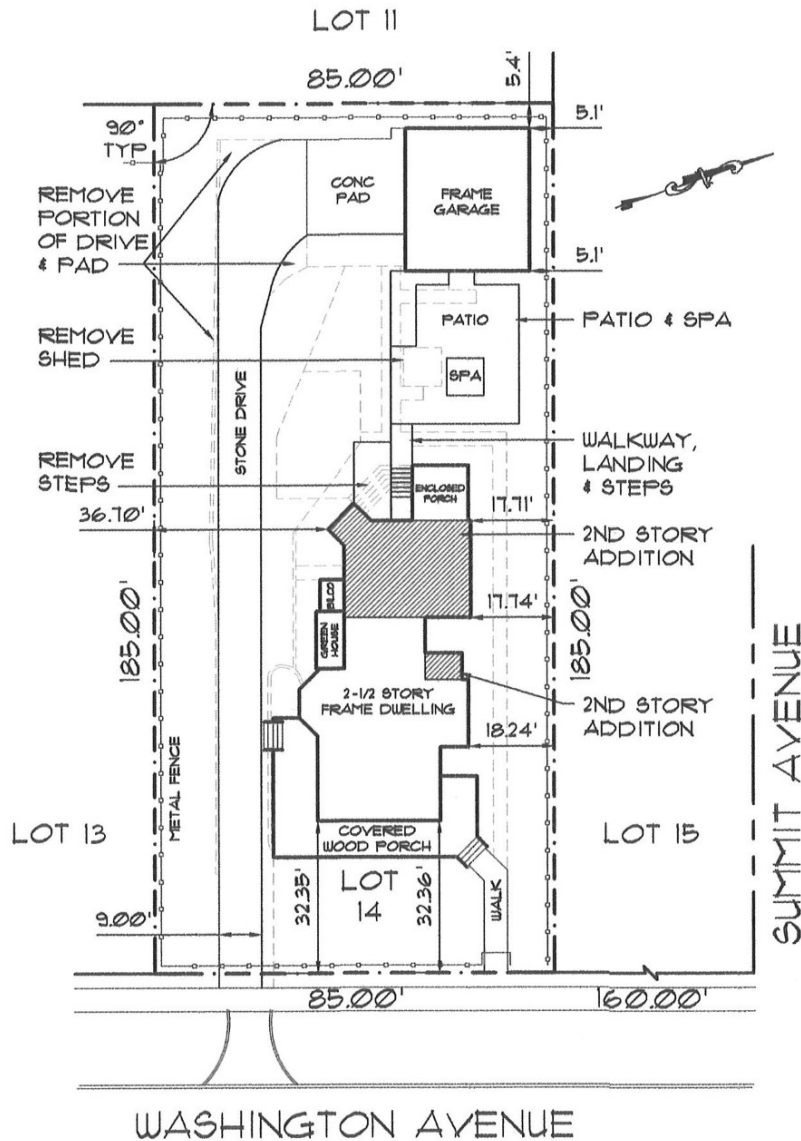 LOT 11
85.00'
5.4'
5.1'
90°
TYP
CONC
PAD
FRAME
GARAGE
N
REMOVE
PORTION
OF DRIVE
& PAD
5.1'
PATIO
PATIO & SPA
REMOVE
SHED
SPA
STONE DRIVE
WALKWAY,
LANDING
& STEPS
REMOVE
STEPS
ENCLOSED
PORCH
36.70'
17.71'
2ND STORY
ADDITION
BILCO
17.74'
185.00'
185.00'
GREEN
HOUSE
2-1/2 STORY
FRAME DWELLING
2ND STORY
ADDITION
18.24'
METAL FENCE
SUMMIT AVENUE
LOT 13
COVERED
WOOD PORCH
LOT 15
LOT
14
32.35'
32.36'
WALK
9.00'
85.00'
160.00'
WASHINGTON AVENUE